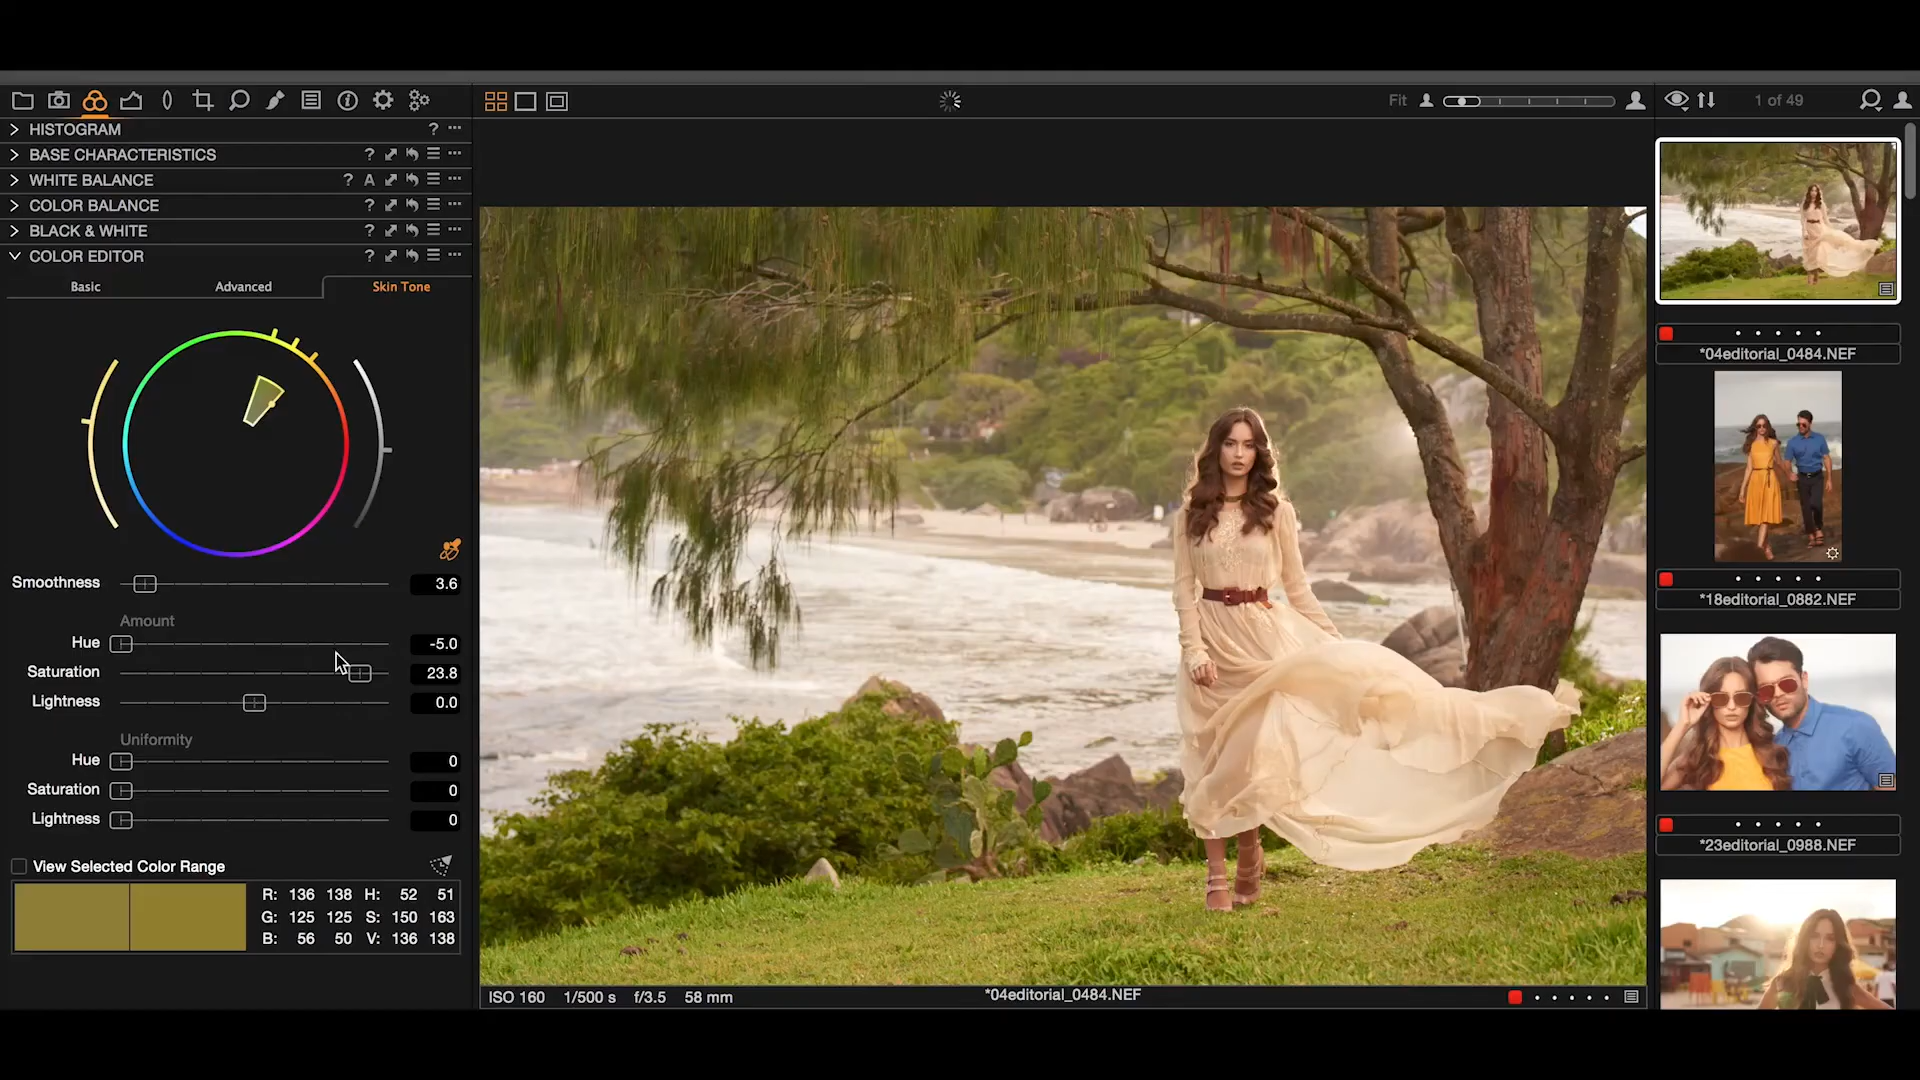 Fit
1 of 49
HISTOGRAM ? ···
BASE CHARACTERISTICS ? ···
WHITE BALANCE ? A ···
COLOR BALANCE ? ···
BLACK & WHITE ? ···
COLOR EDITOR ? ···
Basic Advanced Skin Tone
Smoothness 3.6
Amount
Hue -5.0
Saturation 23.8
Lightness 0.0
Uniformity
Hue 0
Saturation 0
Lightness 0
View Selected Color Range
R: 136 138 H: 52 51
G: 125 125 S: 150 163
B: 56 50 V: 136 138
ISO 160 1/500 s f/3.5 58 mm
*04editorial_0484.NEF
*04editorial_0484.NEF
*18editorial_0882.NEF
*23editorial_0988.NEF